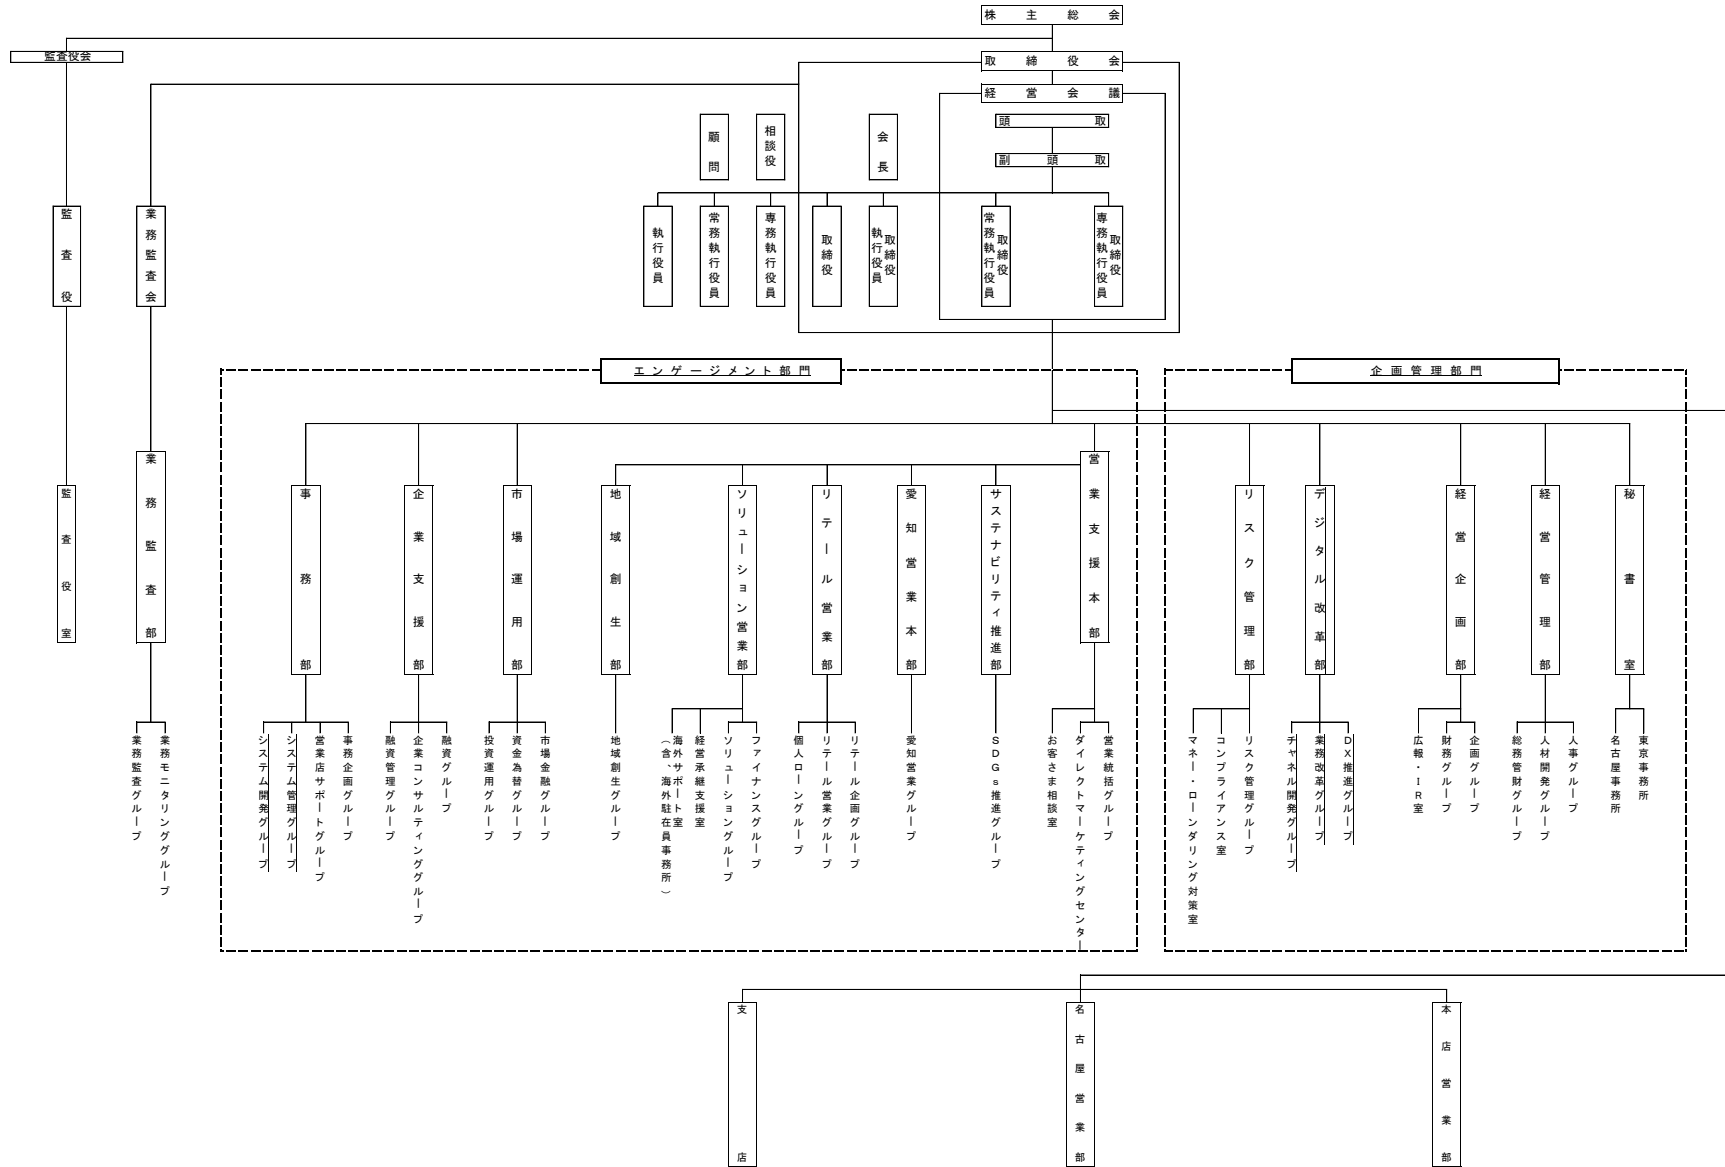 株主総会
監査役会
取締役会
経営会議
頭取
副頭取
会長
相談役
顧問
取締役
専務執行役員
取締役
常務執行役員
取締役
執行役員
取締役
専務執行役員
常務執行役員
執行役員
業務監査会
監査役
企画管理部門
エンゲージメント部門
秘書室
経営管理部
経営企画部
デジタル改革部
リスク管理部
営業支援本部
サステナビリティ推進部
愛知営業本部
リテール営業部
ソリューション営業部
地域創生部
市場運用部
企業支援部
事務部
業務監査部
監査役室
東京事務所
名古屋事務所
人事グループ
人材開発グループ
総務管財グループ
企画グループ
財務グループ
広報・IR室
DX推進グループ
業務改革グループ
チャネル開発グループ
リスク管理グループ
コンプライアンス室
マネー・ローンダリング対策室
営業統括グループ
ダイレクトマーケティングセンター
お客さま相談室
SDGs推進グループ
愛知営業グループ
リテール企画グループ
リテール営業グループ
個人ローングループ
ファイナンスグループ
ソリューショングループ
経営承継支援室
海外サポート室
(含、海外駐在員事務所)
地域創生グループ
市場金融グループ
資金為替グループ
投資運用グループ
融資グループ
企業コンサルティンググループ
融資管理グループ
事務企画グループ
営業店サポートグループ
システム管理グループ
システム開発グループ
業務モニタリンググループ
業務監査グループ
本店営業部
名古屋営業部
支店